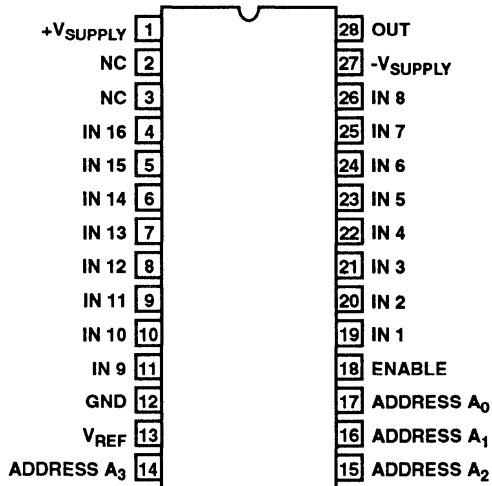 +VSUPPLY 1 28 OUT
NC 2 27 -VSUPPLY
NC 3 26 IN 8
IN 16 4 25 IN 7
IN 15 5 24 IN 6
IN 14 6 23 IN 5
IN 13 7 22 IN 4
IN 12 8 21 IN 3
IN 11 9 20 IN 2
IN 10 10 19 IN 1
IN 9 11 18 ENABLE
GND 12 17 ADDRESS A0
VREF 13 16 ADDRESS A1
ADDRESS A3 14 15 ADDRESS A2